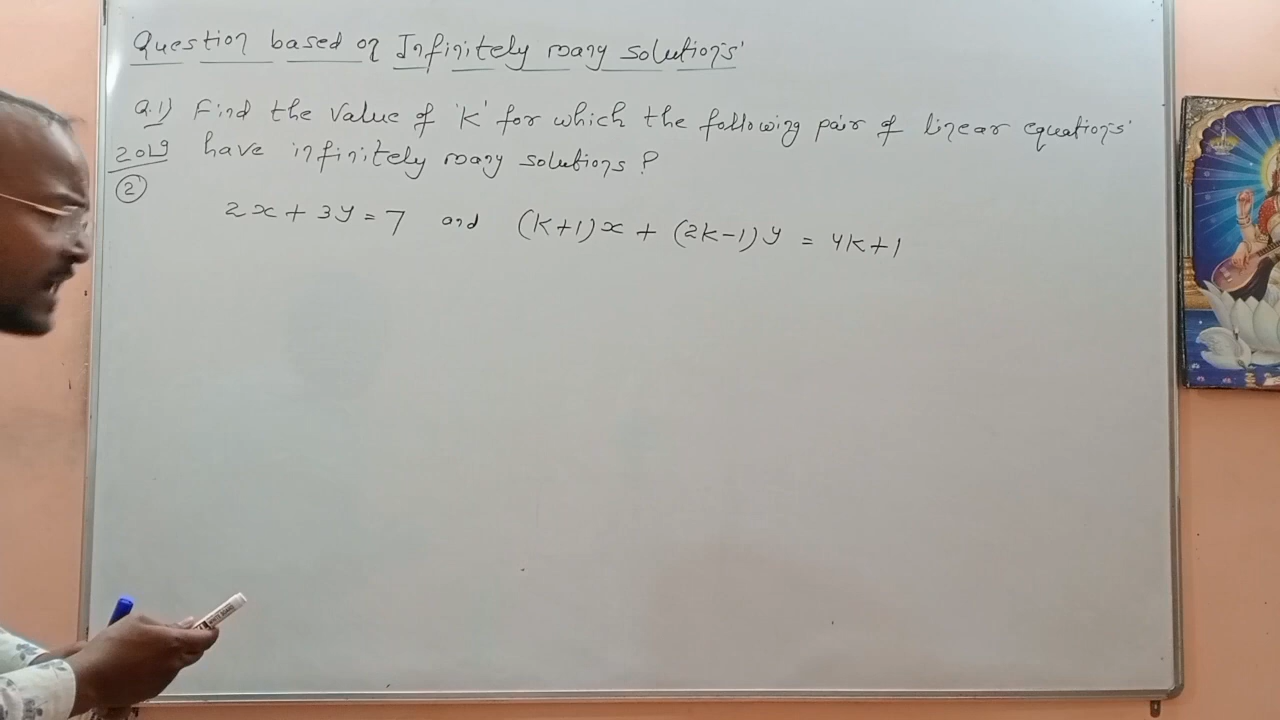 Question based on Infinitely many solutions'
Q.1) Find the value of 'K' for which the following pair of linear equations'
2019 have infinitely many solutions ?
2
2x + 3y = 7 and (k+1)x + (2k-1)y = 4k+1